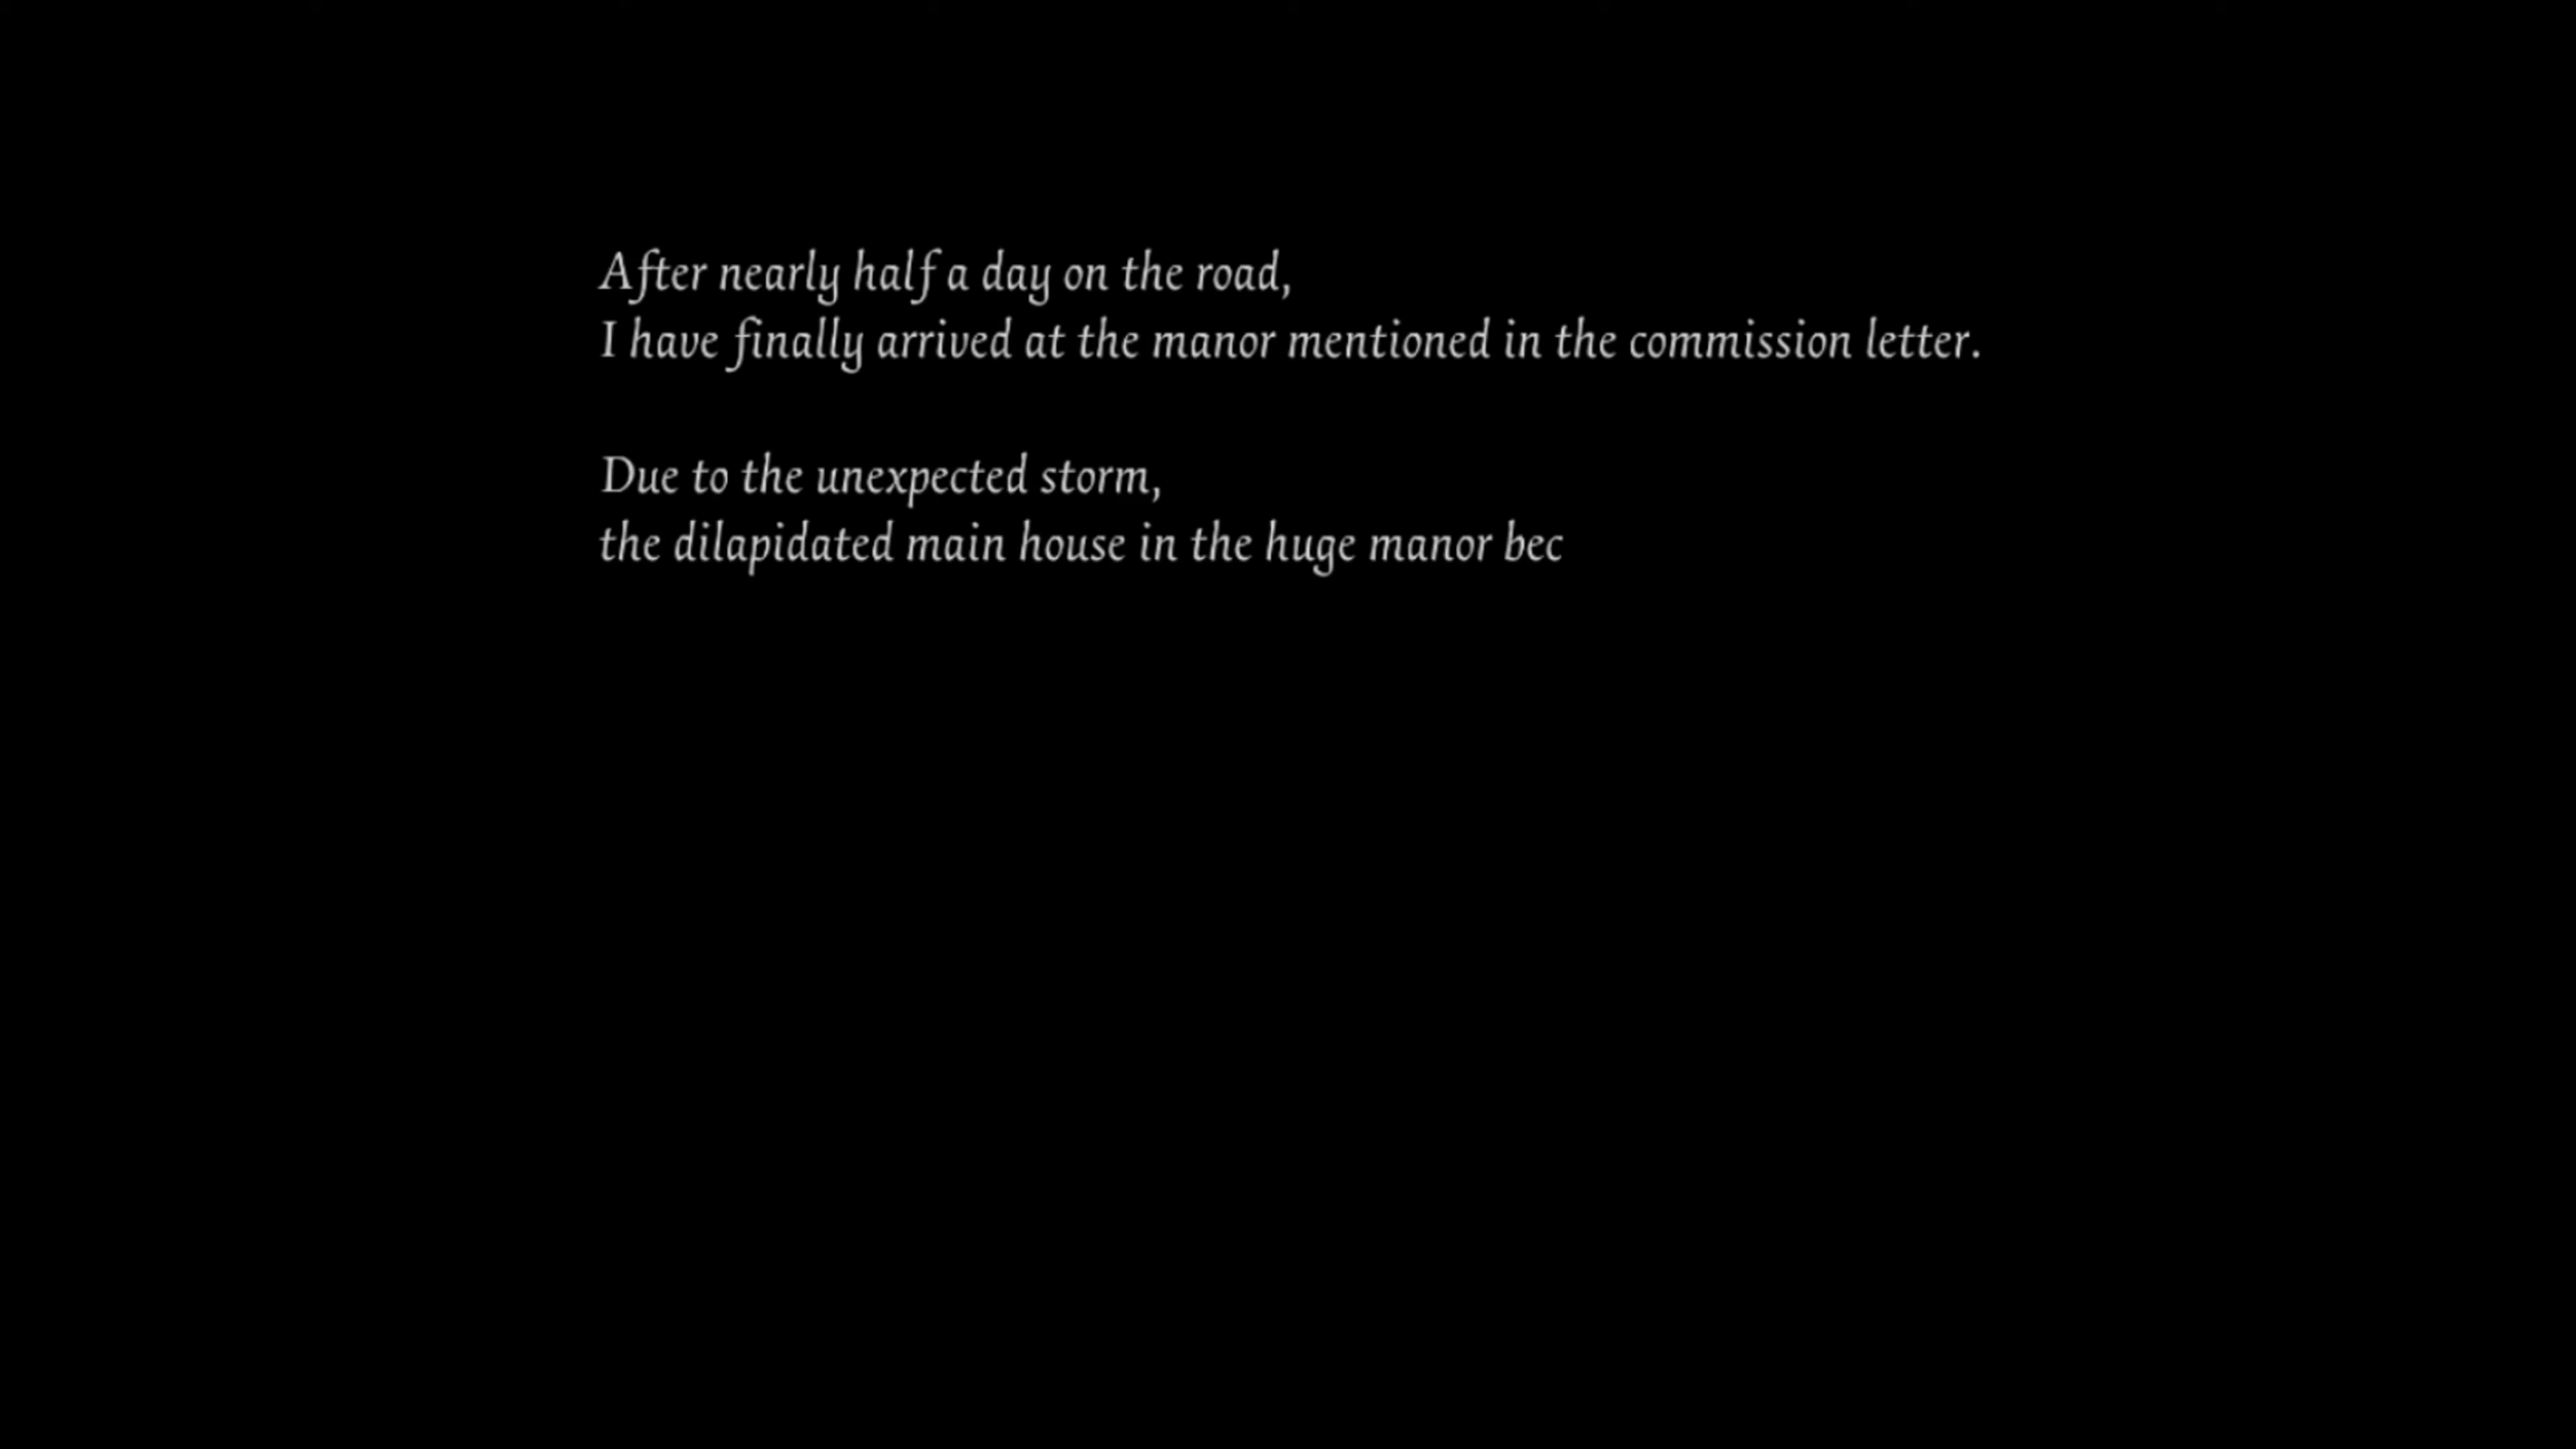 After nearly half a day on the road,
I have finally arrived at the manor mentioned in the commission letter.
Due to the unexpected storm,
the dilapidated main house in the huge manor bec